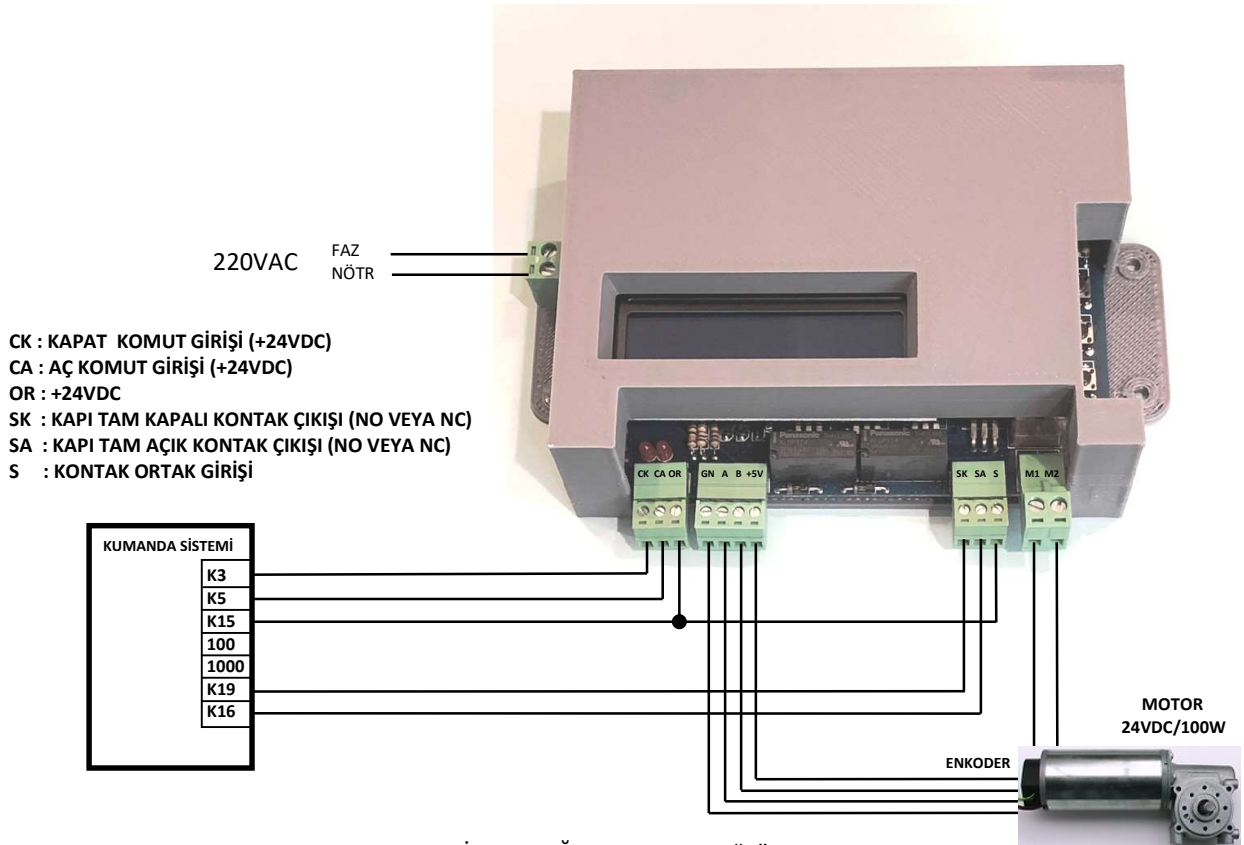 220VAC
FAZ
NÖTR
CK : KAPAT KOMUT GİRİŞİ (+24VDC)
CA : AÇ KOMUT GİRİŞİ (+24VDC)
OR : +24VDC
SK : KAPI TAM KAPALI KONTAK ÇIKIŞI (NO VEYA NC)
SA : KAPI TAM AÇIK KONTAK ÇIKIŞI (NO VEYA NC)
S : KONTAK ORTAK GİRİŞİ
Panasonic
Panasonic
CK CA OR
GN A B +5V
SK SA S
M1 M2
KUMANDA SİSTEMİ
K3
K5
K15
100
1000
K19
K16
MOTOR
24VDC/100W
ENKODER